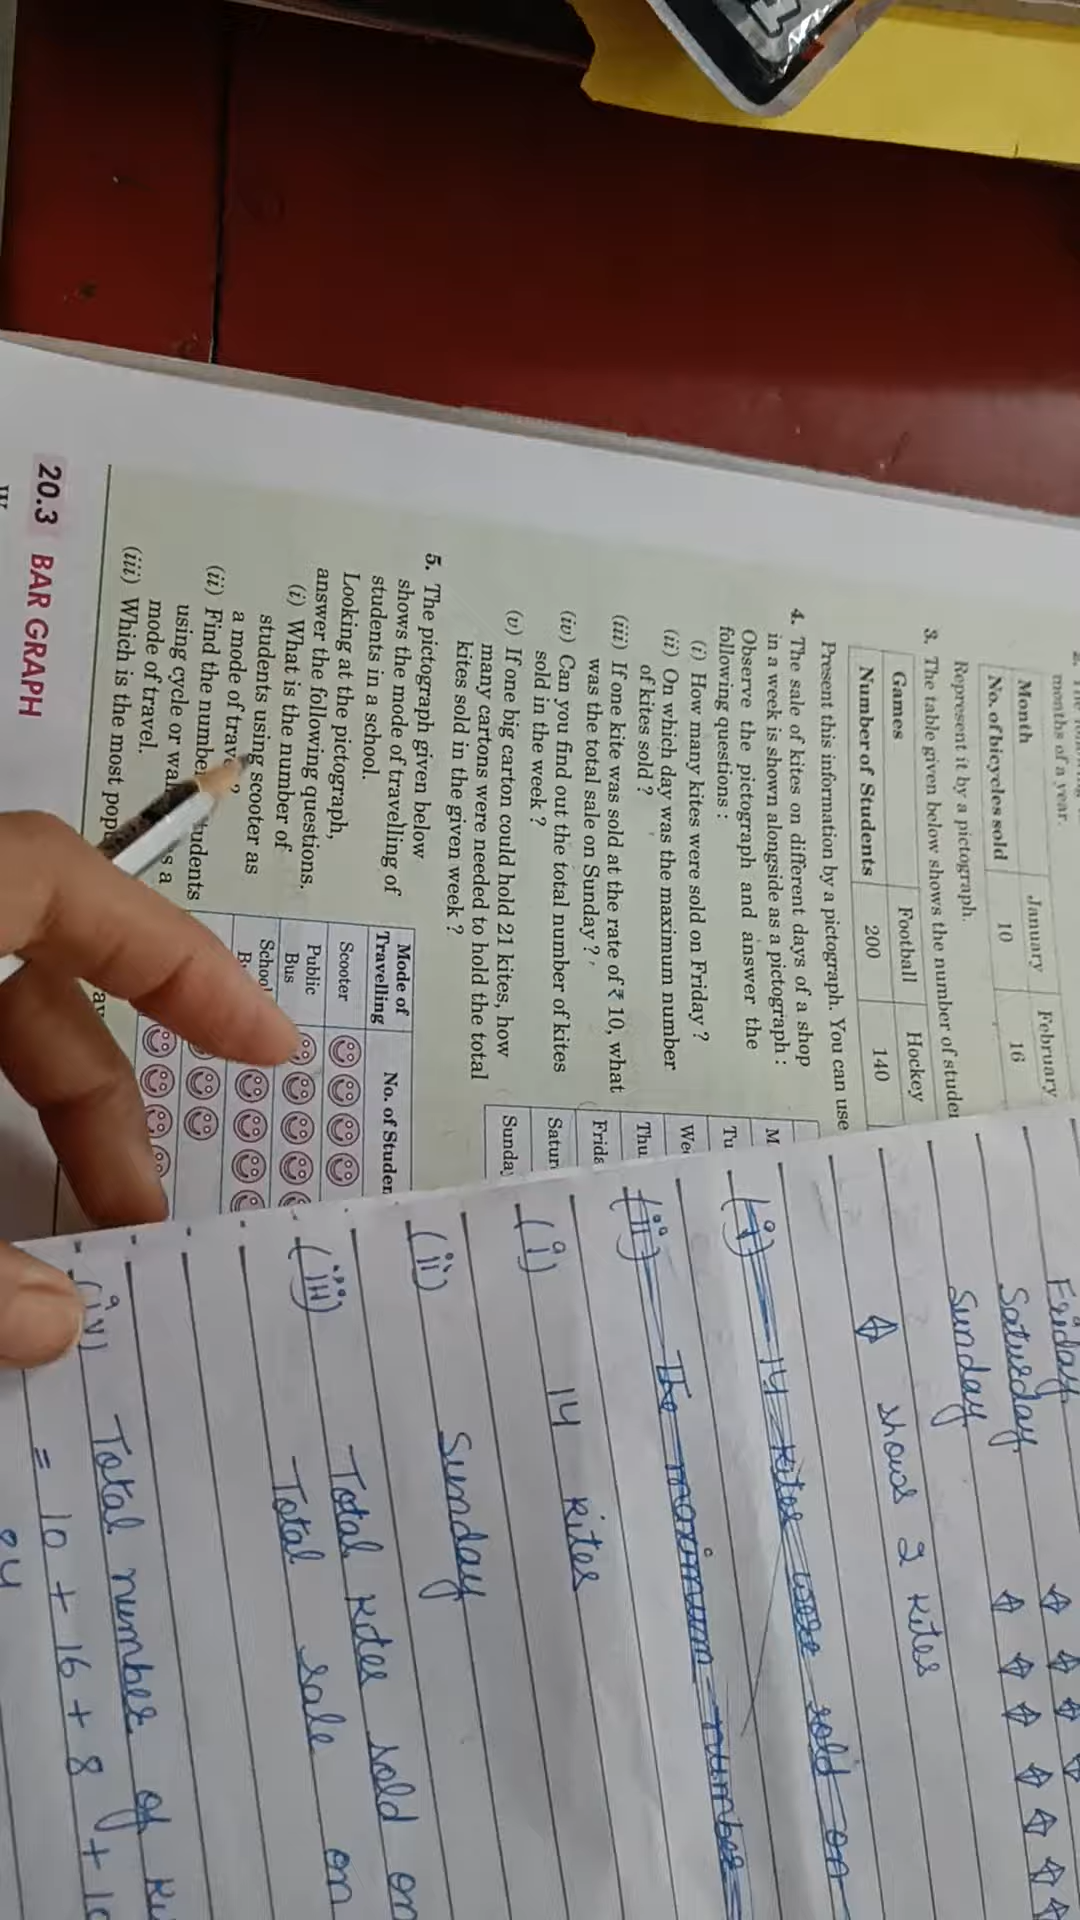 months of a year.
Month January February
No. of bicycles sold 10 16
Represent it by a pictograph.
3. The table given below shows the number of
Games Football Hockey
Number of Students 200 140
Present this information by a pictograph. You can use
4. The sale of kites on different days of a shop
in a week is shown alongside as a pictograph :
Observe the pictograph and answer the
following questions :
(i) How many kites were sold on Friday ?
(ii) On which day was the maximum number
of kites sold ?
(iii) If one kite was sold at the rate of ₹ 10, what
was the total sale on Sunday ?
(iv) Can you find out the total number of kites
sold in the week ?
(v) If one big carton could hold 21 kites, how
many cartons were needed to hold the total
kites sold in the given week ?
5. The pictograph given below
shows the mode of travelling of
students in a school.
Looking at the pictograph,
answer the following questions.
(i) What is the number of
students using scooter as
a mode of
(ii) Find the
using cycle or a
mode of travel.
(iii) Which is the most
Mode of
Travelling
No. of
Scooter
Public
Bus
School
20.3 BAR GRAPH
Friday
Saturday
Sunday
shows 2 kites
(i) 14 kites were sold on
(ii) The maximum number
(i) 14 kites
(ii) Sunday
(iii) Total kites sold on
Total sale on
(iv) Total number of
= 10 + 16 + 8 +